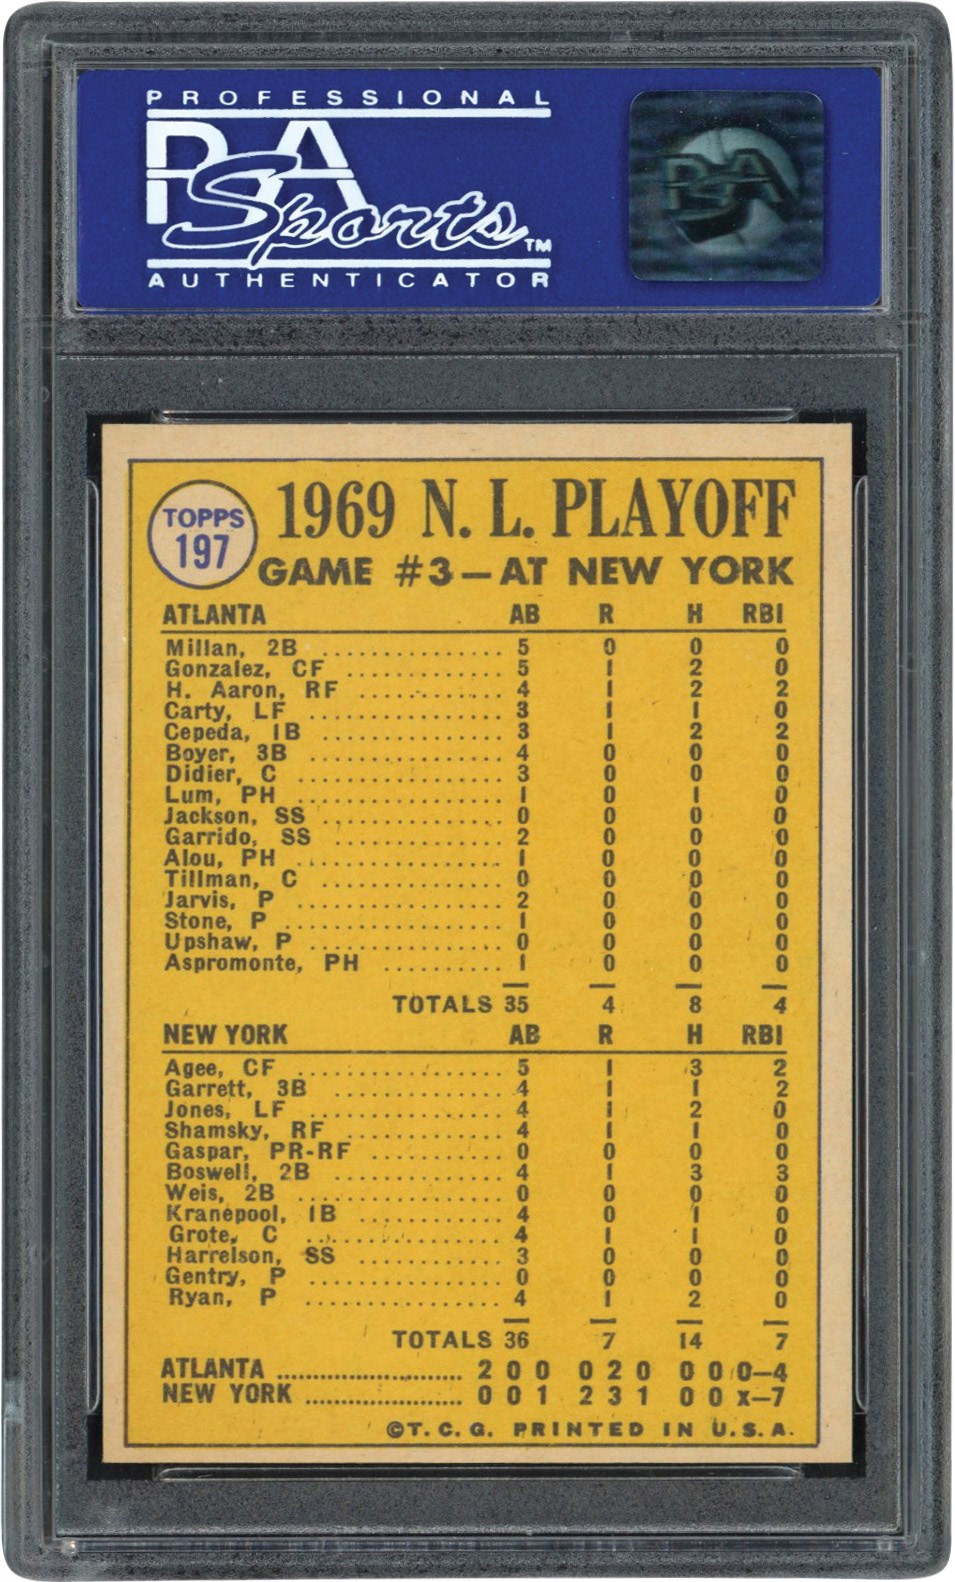 PROFESSIONAL
PSA
Sports™
AUTHENTICATOR
PSA
TOPPS
197
1969 N. L. PLAYOFF
GAME #3—AT NEW YORK
ATLANTA AB R H RBI
Millan, 2B ................ 5 0 0 0
Gonzalez, CF .............. 5 1 2 0
H. Aaron, RF .............. 4 1 2 2
Carty, LF ................. 3 1 1 0
Cepeda, 1B ................ 3 1 2 2
Boyer, 3B ................. 4 0 0 0
Didier, C ................. 3 0 0 0
Lum, PH ................... 1 0 1 0
Jackson, SS ............... 0 0 0 0
Garrido, SS ............... 2 0 0 0
Alou, PH .................. 1 0 0 0
Tillman, C ................ 0 0 0 0
Jarvis, P ................. 2 0 0 0
Stone, P .................. 1 0 0 0
Upshaw, P ................. 0 0 0 0
Aspromonte, PH ............ 1 0 0 0
TOTALS 35 4 8 4
NEW YORK AB R H RBI
Agee, CF .................. 5 1 3 2
Garrett, 3B ............... 4 1 1 2
Jones, LF ................. 4 1 2 0
Shamsky, RF ............... 4 1 1 0
Gaspar, PR-RF ............. 0 0 0 0
Boswell, 2B ............... 4 1 3 3
Weis, 2B .................. 0 0 0 0
Kranepool, 1B ............. 4 0 1 0
Grote, C .................. 4 1 1 0
Harrelson, SS ............. 3 0 0 0
Gentry, P ................. 0 0 0 0
Ryan, P ................... 4 1 2 0
TOTALS 36 7 14 7
ATLANTA ........................ 2 0 0 0 2 0 0 0 0—4
NEW YORK ...................... 0 0 1 2 3 1 0 0 x—7
©T. C. G. PRINTED IN U. S. A.